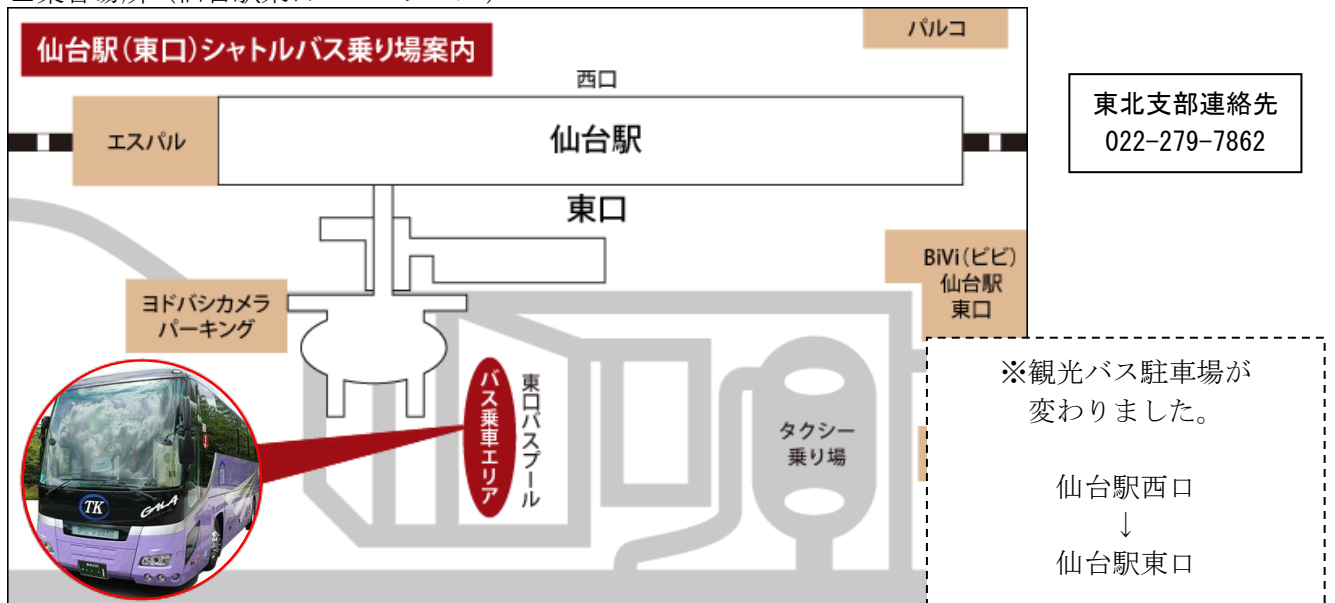 仙台駅(東口)シャトルバス乗り場案内
パルコ
西口
エスパル
仙台駅
東北支部連絡先
022-279-7862
東口
BiVi(ビビ)
仙台駅
東口
ヨドバシカメラ
パーキング
バス乗車エリア
東口バスプール
タクシー
乗り場
TK
GALA
※観光バス駐車場が
変わりました。
仙台駅西口
↓
仙台駅東口